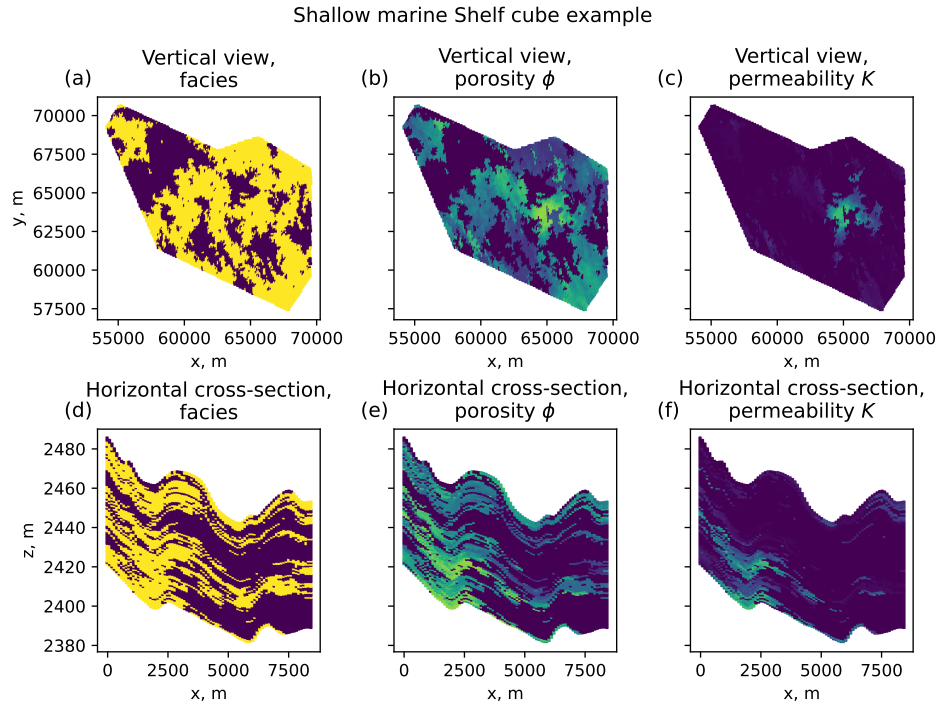 Shallow marine Shelf cube example
(a) Vertical view,
facies
(b) Vertical view,
porosity ϕ
(c) Vertical view,
permeability K
70000
67500
65000
62500
60000
57500
y, m
55000 60000 65000 70000
x, m
55000 60000 65000 70000
x, m
55000 60000 65000 70000
x, m
(d) Horizontal cross-section,
facies
(e) Horizontal cross-section,
porosity ϕ
(f) Horizontal cross-section,
permeability K
2480
2460
2440
2420
2400
2380
z, m
0 2500 5000 7500
x, m
0 2500 5000 7500
x, m
0 2500 5000 7500
x, m